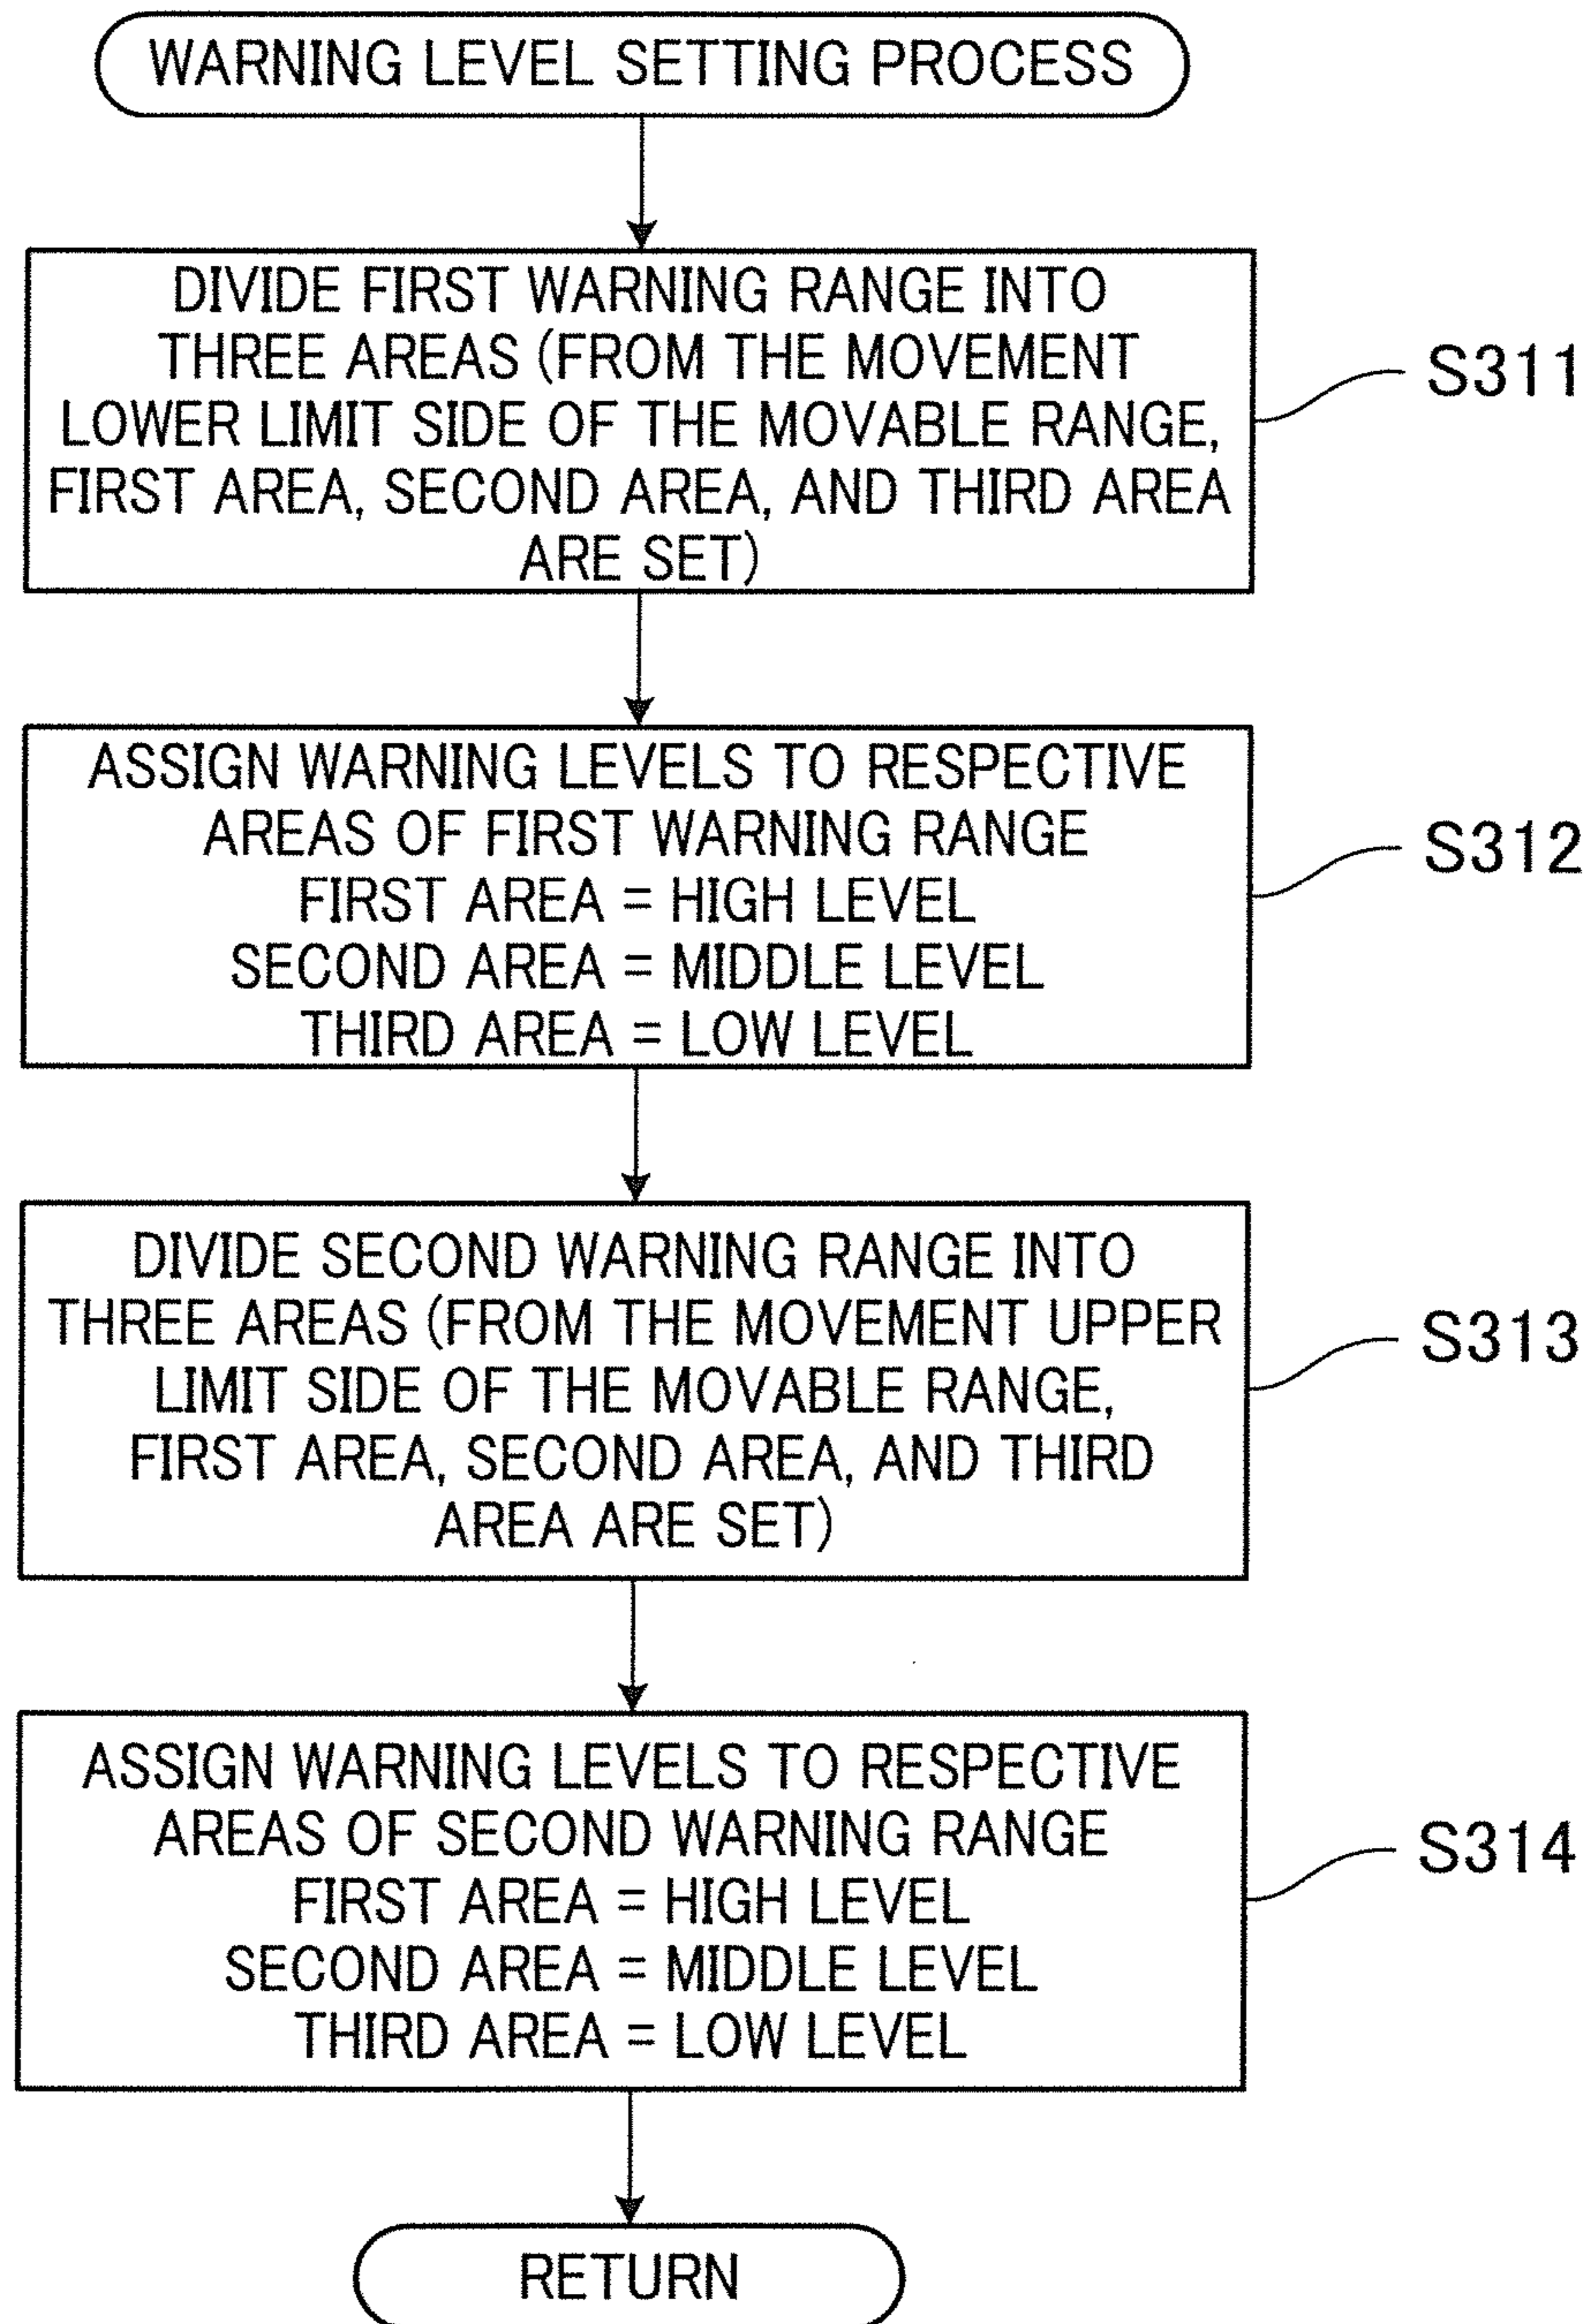 WARNING LEVEL SETTING PROCESS
DIVIDE FIRST WARNING RANGE INTO
THREE AREAS (FROM THE MOVEMENT
LOWER LIMIT SIDE OF THE MOVABLE RANGE,
FIRST AREA, SECOND AREA, AND THIRD AREA
ARE SET)
S311
ASSIGN WARNING LEVELS TO RESPECTIVE
AREAS OF FIRST WARNING RANGE
FIRST AREA = HIGH LEVEL
SECOND AREA = MIDDLE LEVEL
THIRD AREA = LOW LEVEL
S312
DIVIDE SECOND WARNING RANGE INTO
THREE AREAS (FROM THE MOVEMENT UPPER
LIMIT SIDE OF THE MOVABLE RANGE,
FIRST AREA, SECOND AREA, AND THIRD
AREA ARE SET)
S313
ASSIGN WARNING LEVELS TO RESPECTIVE
AREAS OF SECOND WARNING RANGE
FIRST AREA = HIGH LEVEL
SECOND AREA = MIDDLE LEVEL
THIRD AREA = LOW LEVEL
S314
RETURN